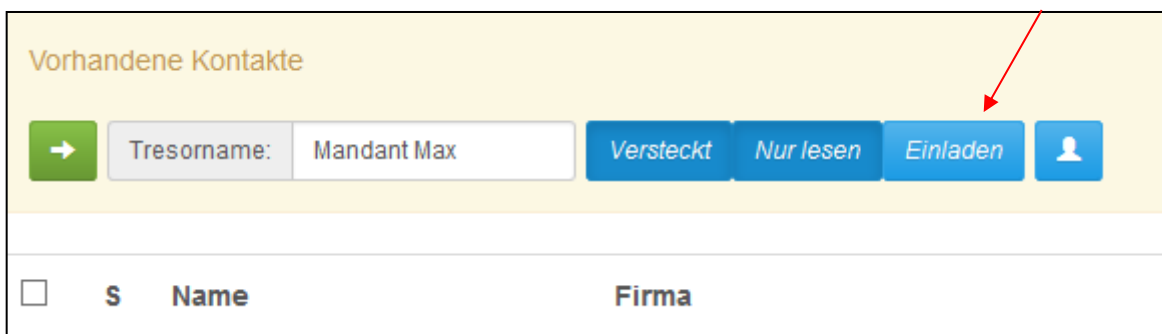 Vorhandene Kontakte
Tresorname: Mandant Max Versteckt Nur lesen Einladen
S Name Firma